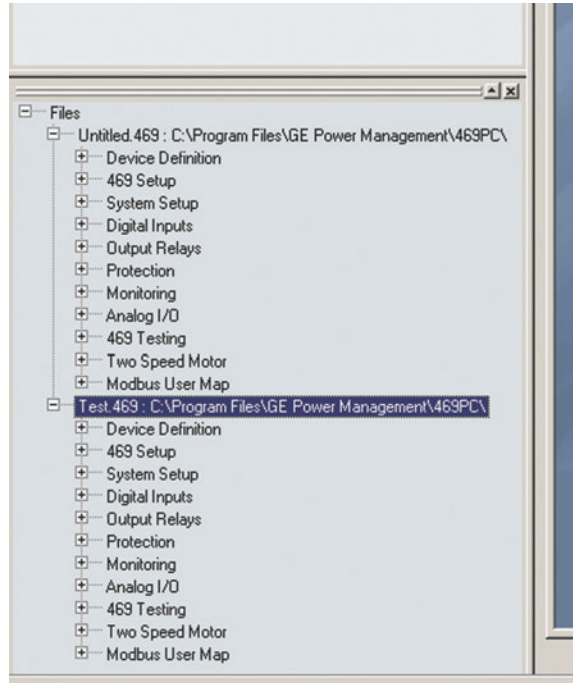 Files
Untitled.469 : C:\Program Files\GE Power Management\469PC\
Device Definition
469 Setup
System Setup
Digital Inputs
Output Relays
Protection
Monitoring
Analog I/O
469 Testing
Two Speed Motor
Modbus User Map
Test.469 : C:\Program Files\GE Power Management\469PC\
Device Definition
469 Setup
System Setup
Digital Inputs
Output Relays
Protection
Monitoring
Analog I/O
469 Testing
Two Speed Motor
Modbus User Map